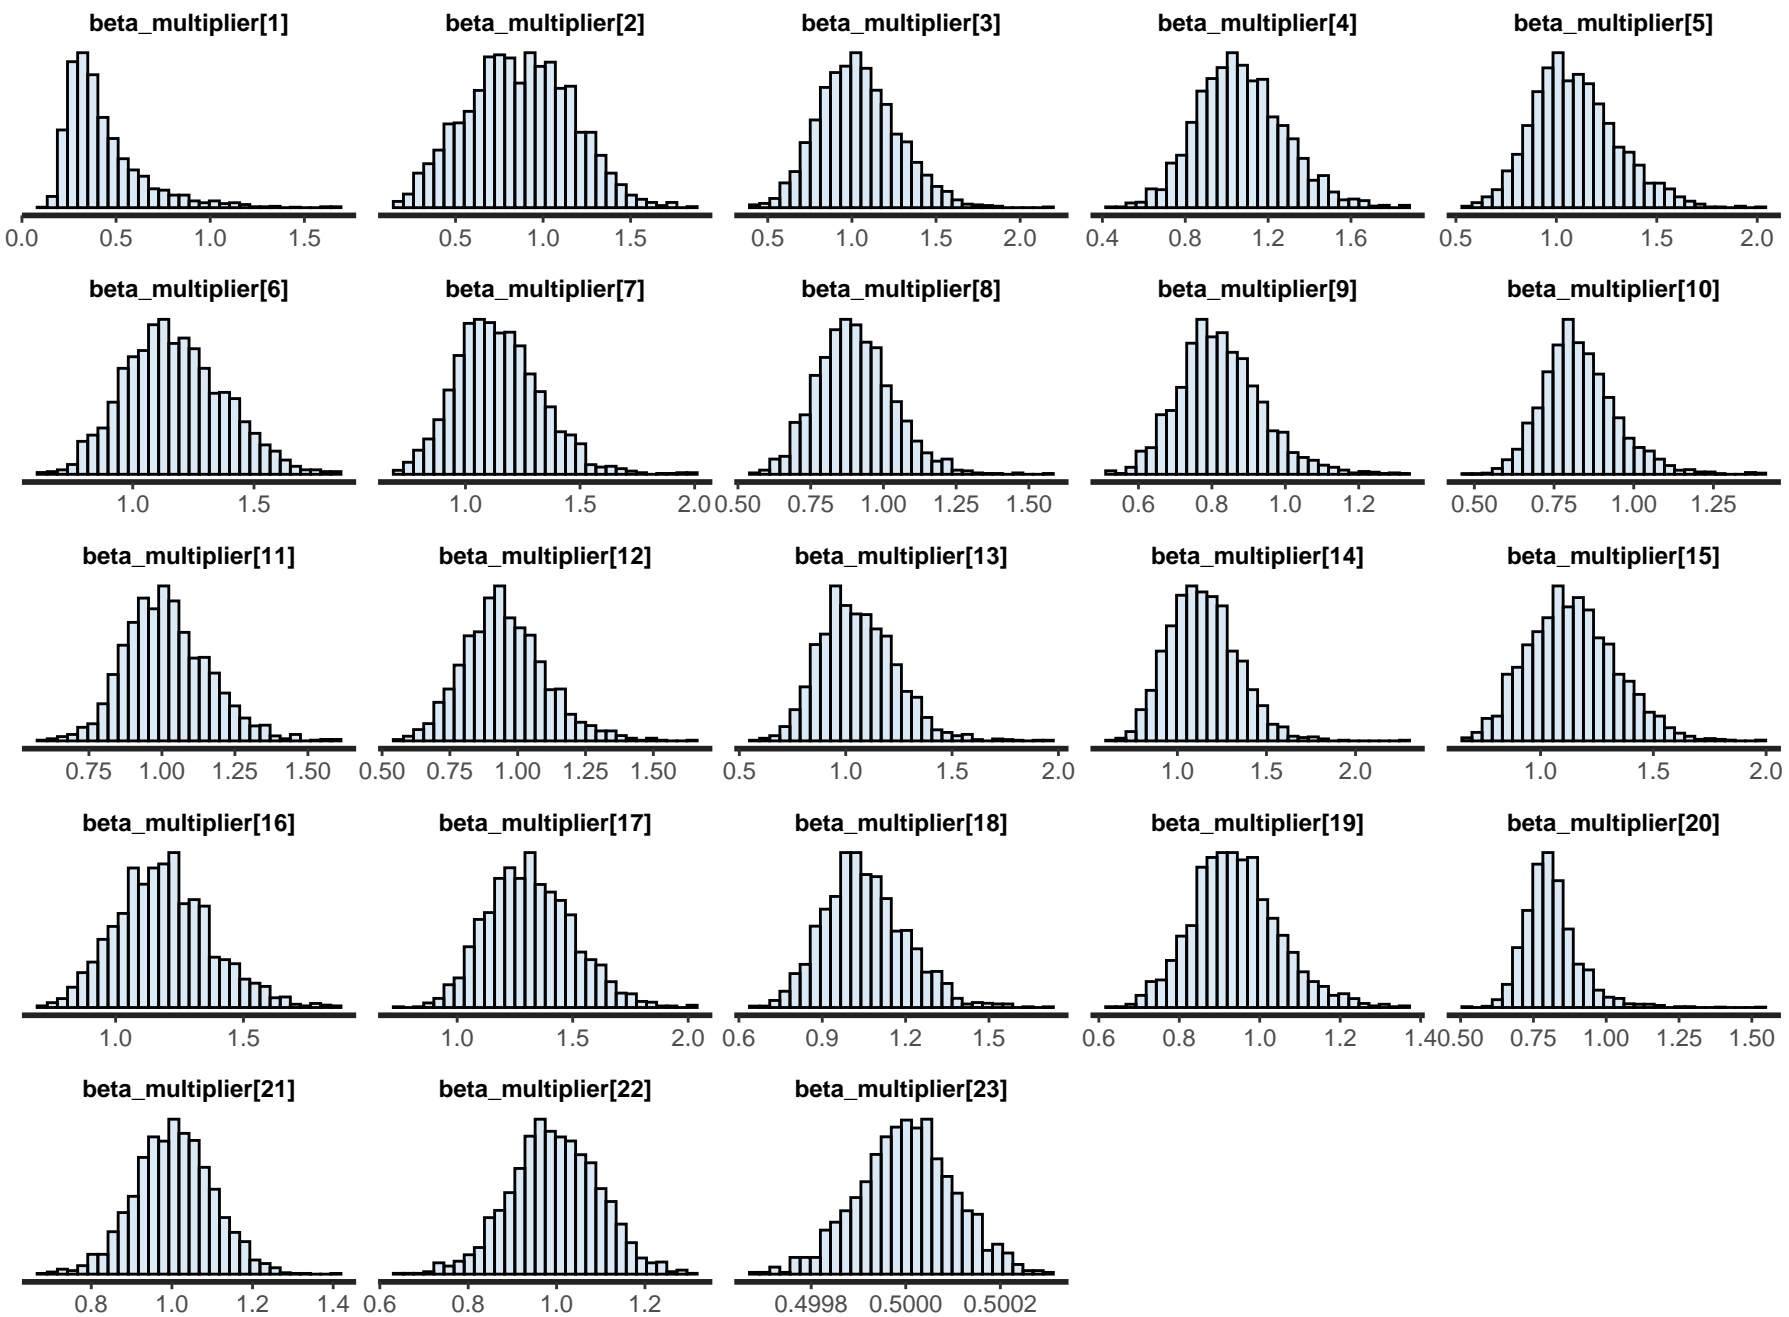 beta_multiplier[1] beta_multiplier[2] beta_multiplier[3] beta_multiplier[4] beta_multiplier[5]
0.0 0.5 1.0 1.5 0.5 1.0 1.5 0.5 1.0 1.5 2.0 0.4 0.8 1.2 1.6 0.5 1.0 1.5 2.0
beta_multiplier[6] beta_multiplier[7] beta_multiplier[8] beta_multiplier[9] beta_multiplier[10]
1.0 1.5 1.0 1.5 2.0 0.50 0.75 1.00 1.25 1.50 0.6 0.8 1.0 1.2 0.50 0.75 1.00 1.25
beta_multiplier[11] beta_multiplier[12] beta_multiplier[13] beta_multiplier[14] beta_multiplier[15]
0.75 1.00 1.25 1.50 0.50 0.75 1.00 1.25 1.50 0.5 1.0 1.5 2.0 1.0 1.5 2.0 1.0 1.5 2.0
beta_multiplier[16] beta_multiplier[17] beta_multiplier[18] beta_multiplier[19] beta_multiplier[20]
1.0 1.5 1.0 1.5 2.0 0.6 0.9 1.2 1.5 0.6 0.8 1.0 1.2 1.4 0.50 0.75 1.00 1.25 1.50
beta_multiplier[21] beta_multiplier[22] beta_multiplier[23]
0.8 1.0 1.2 1.4 0.6 0.8 1.0 1.2 0.4998 0.5000 0.5002